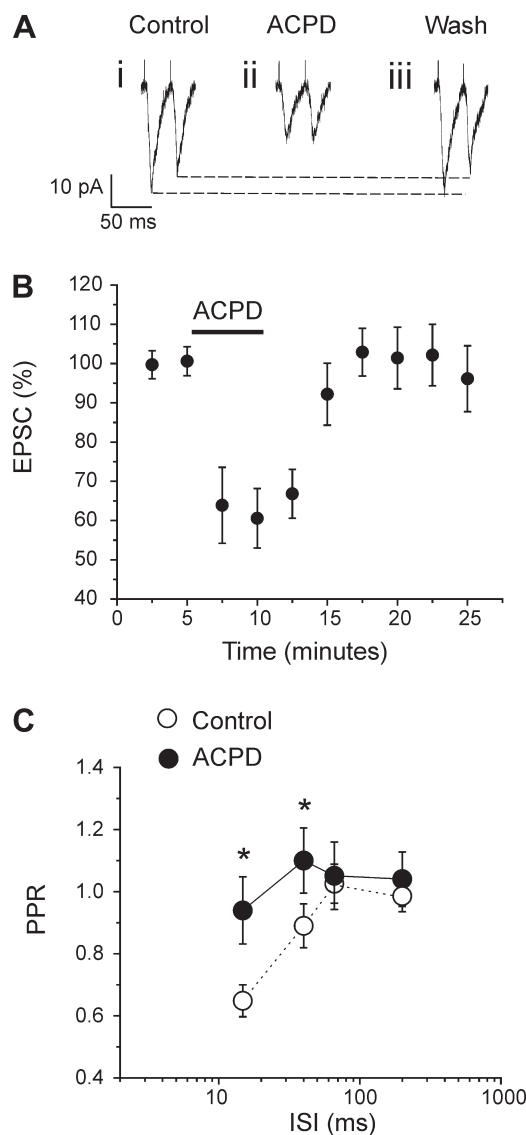 A
Control ACPD Wash
i ii iii
10 pA
50 ms
B
120
110
100
90
80
70
60
50
40
EPSC (%)
ACPD
0 5 10 15 20 25
Time (minutes)
C
Control
ACPD
1.4
1.2
1.0
0.8
0.6
0.4
PPR
* *
10 100 1000
ISI (ms)